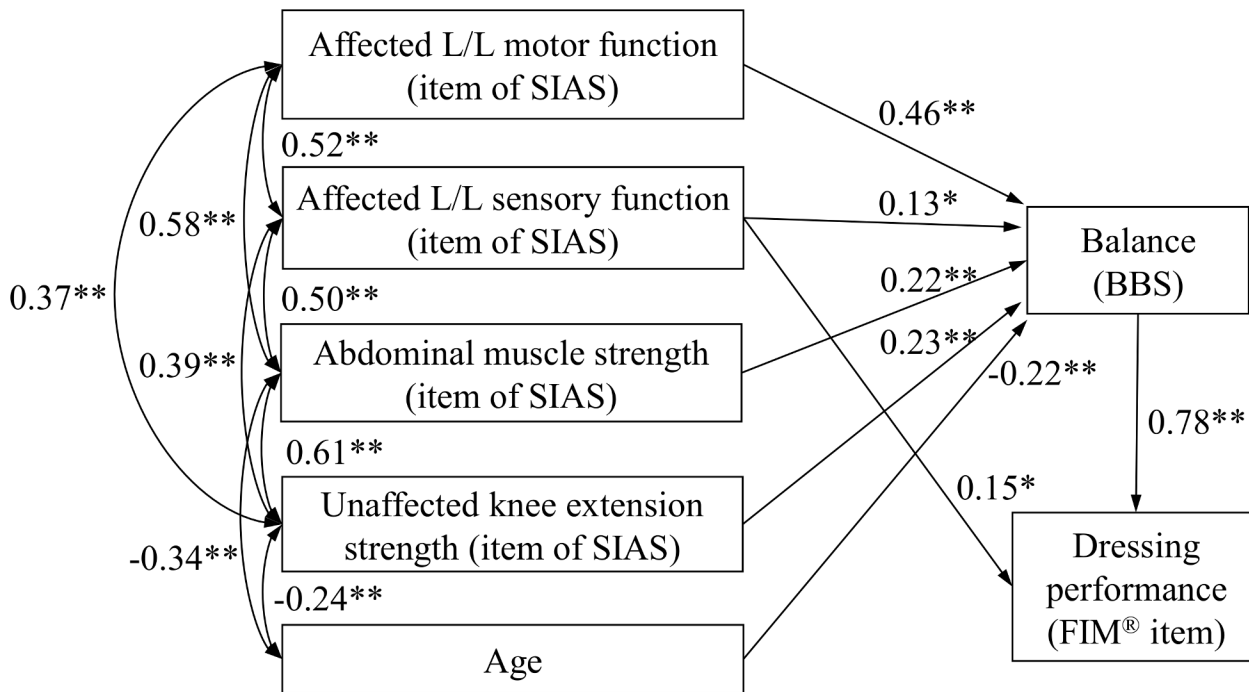 Affected L/L motor function
(item of SIAS)
0.46**
0.52**
Affected L/L sensory function
(item of SIAS)
0.13*
0.58**
Balance
(BBS)
0.22**
0.37**
0.50**
0.23**
0.39**
Abdominal muscle strength
(item of SIAS)
-0.22**
0.78**
0.61**
0.15*
Unaffected knee extension
strength (item of SIAS)
-0.34**
Dressing
performance
(FIM® item)
-0.24**
Age